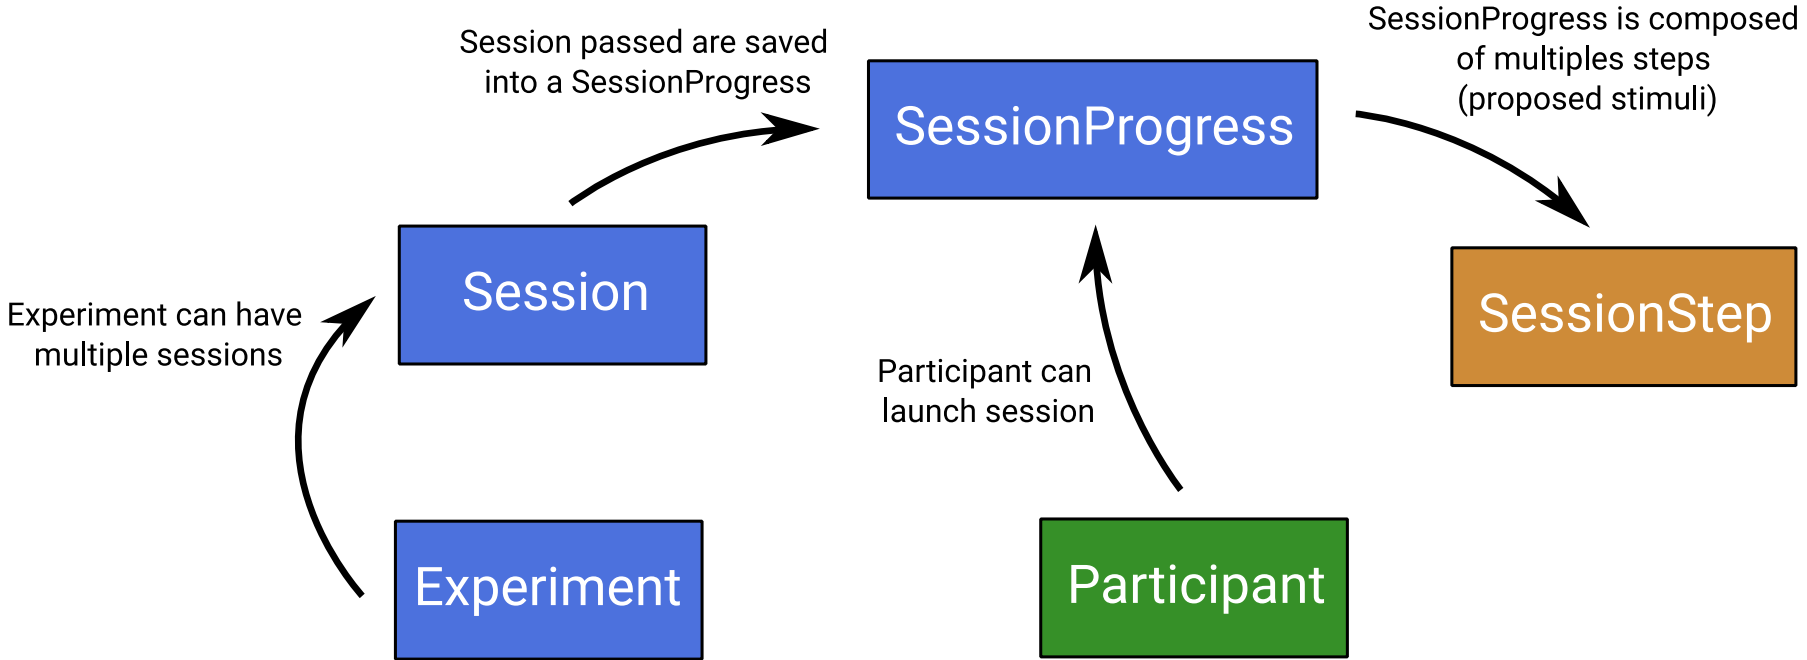 SessionProgress is composed
of multiples steps
(proposed stimuli)
Session passed are saved
into a SessionProgress
SessionProgress
Session
SessionStep
Experiment can have
multiple sessions
Participant can
launch session
Experiment
Participant